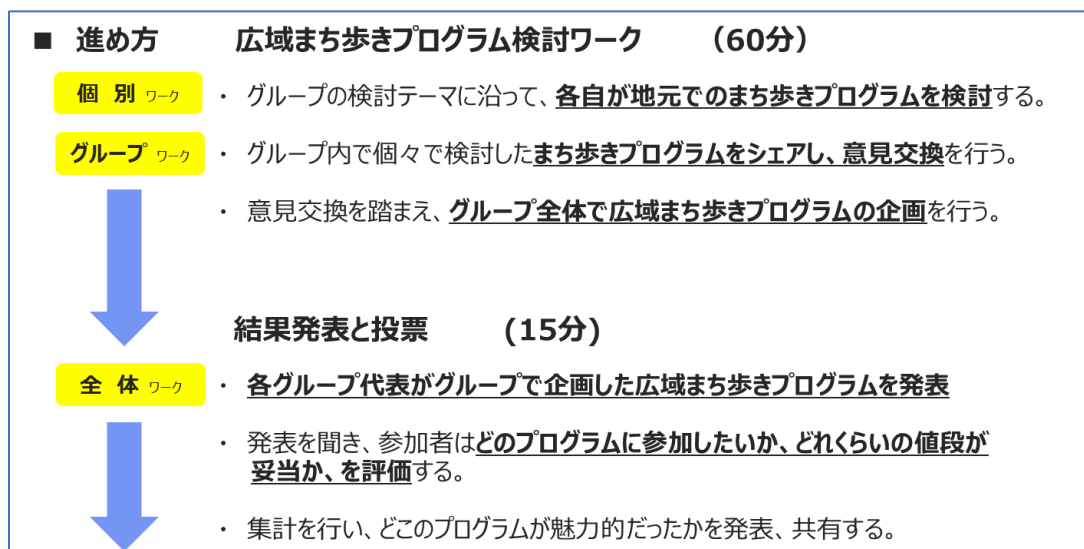 ■ 進め方 広域まち歩きプログラム検討ワーク （60分）
個 別 ワーク ・ グループの検討テーマに沿って、各自が地元でのまち歩きプログラムを検討する。
グループ ワーク ・ グループ内で個々で検討したまち歩きプログラムをシェアし、意見交換を行う。
・ 意見交換を踏まえ、グループ全体で広域まち歩きプログラムの企画を行う。
結果発表と投票 (15分)
全 体 ワーク ・ 各グループ代表がグループで企画した広域まち歩きプログラムを発表
・ 発表を聞き、参加者はどのプログラムに参加したいか、どれくらいの値段が
妥当か、を評価する。
・ 集計を行い、どこのプログラムが魅力的だったかを発表、共有する。